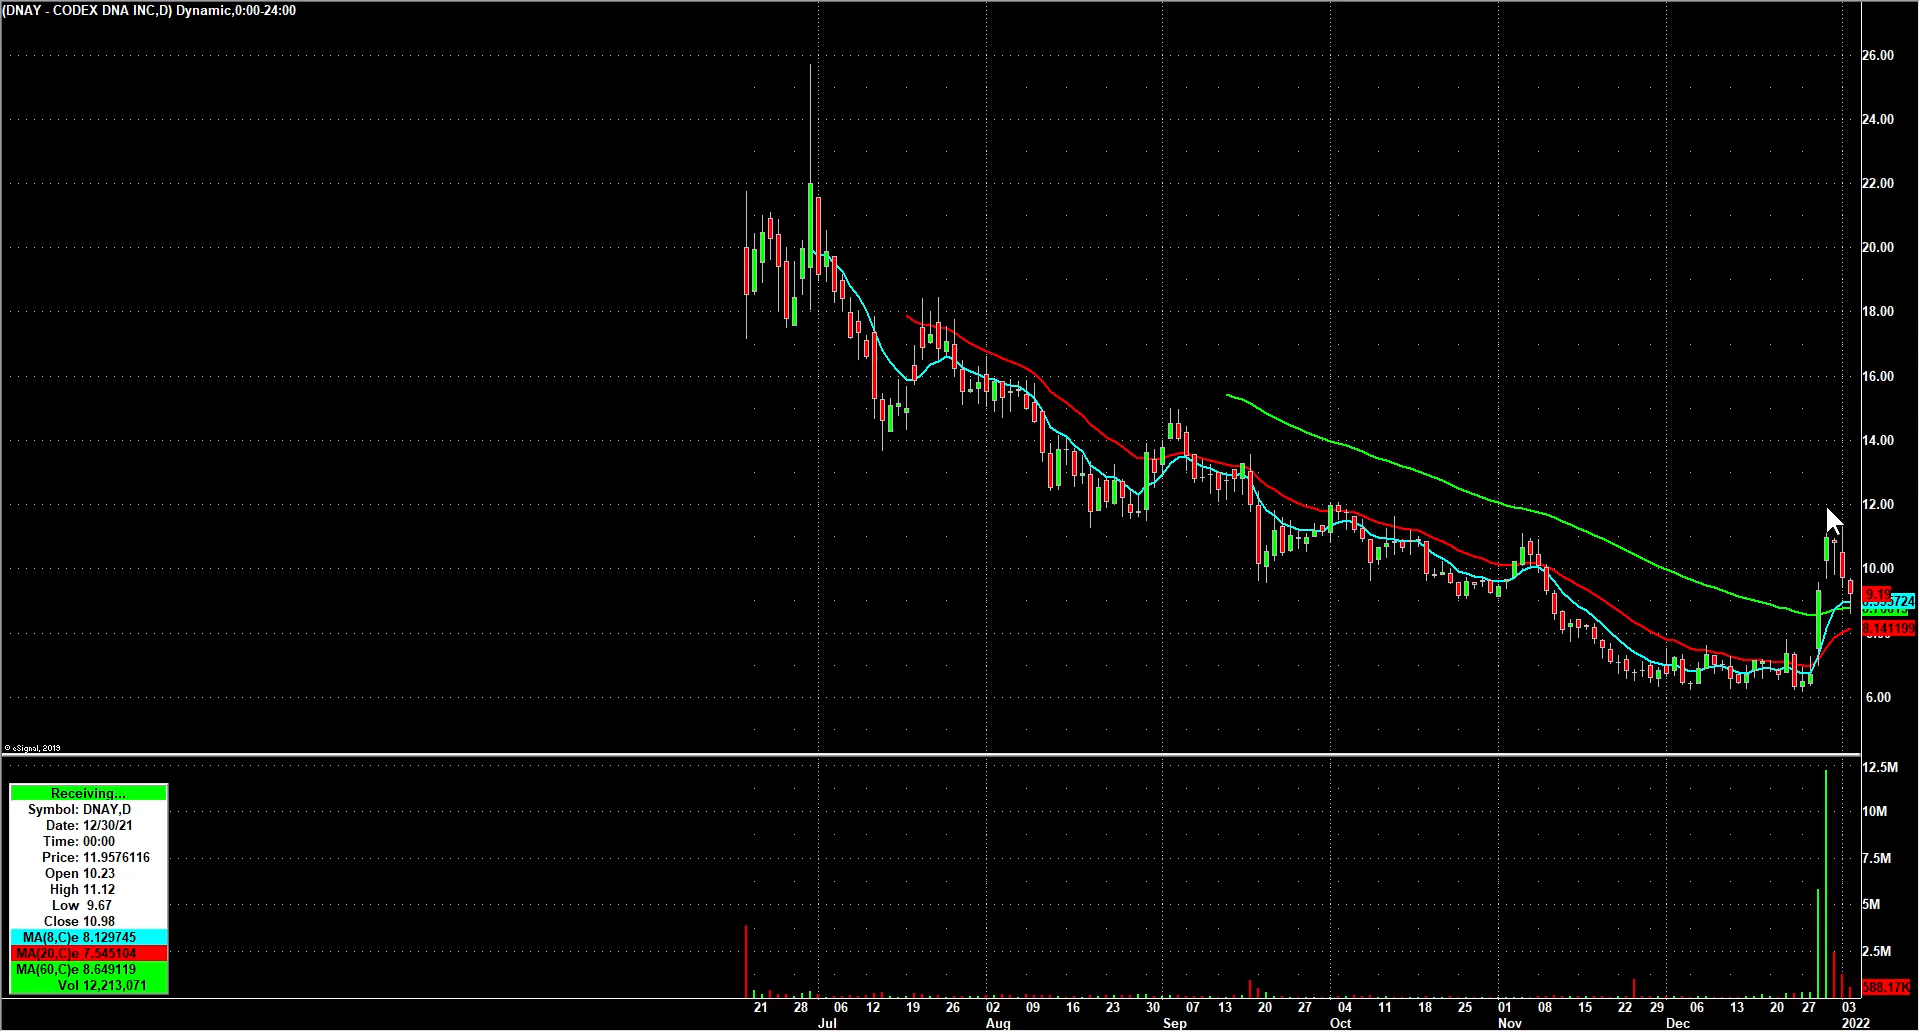 (DNAY - CODEX DNA INC,D) Dynamic,0:00-24:00
26.00
24.00
22.00
20.00
18.00
16.00
14.00
12.00
10.00
9.19
8.141199
6.00
© eSignal, 2019
12.5M
10M
7.5M
5M
2.5M
588.17K
Receiving...
Symbol: DNAY,D
Date: 12/30/21
Time: 00:00
Price: 11.9576116
Open 10.23
High 11.12
Low 9.67
Close 10.98
MA(8,C)e 8.129745
MA(20,C)e 7.545104
MA(60,C)e 8.649119
Vol 12,213,071
21 28 06 12 19 26 02 09 16 23 30 07 13 20 27 04 11 18 25 01 08 15 22 29 06 13 20 27 03
Jul Aug Sep Oct Nov Dec 2022